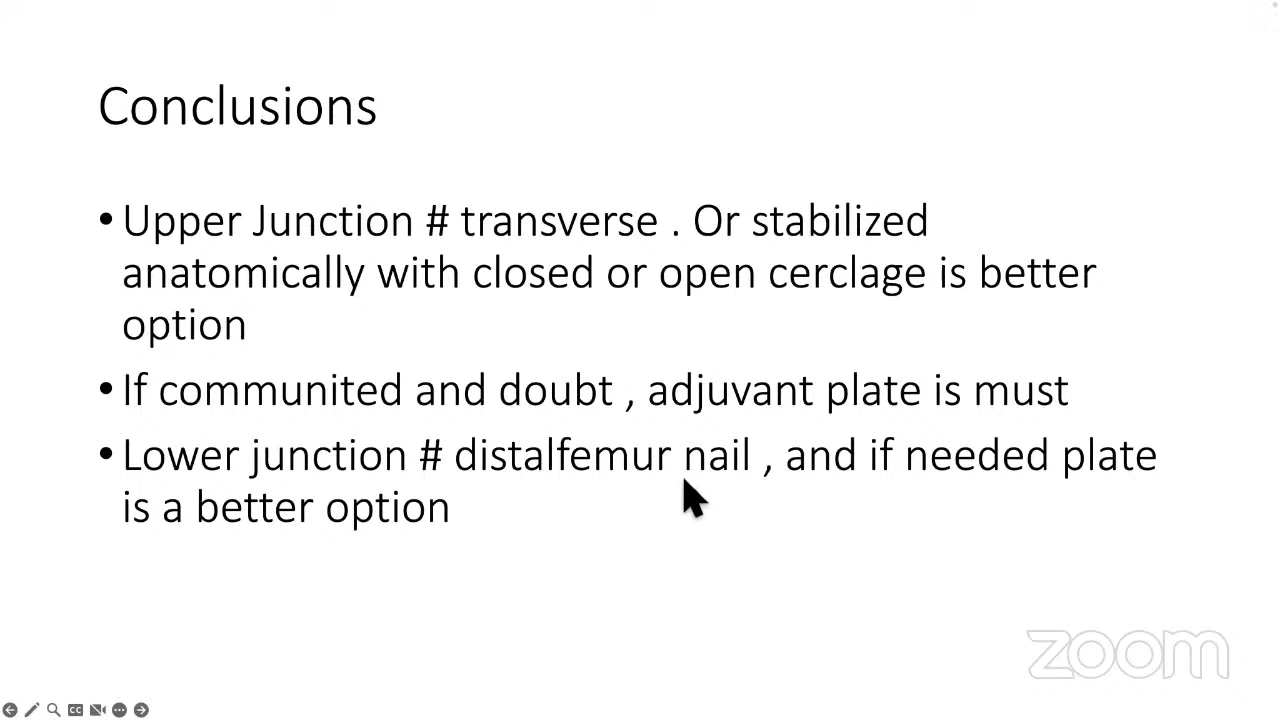 Conclusions
• Upper Junction # transverse . Or stabilized
anatomically with closed or open cerclage is better
option
• If communited and doubt , adjuvant plate is must
• Lower junction # distalfemur nail , and if needed plate
is a better option
zoom
CC